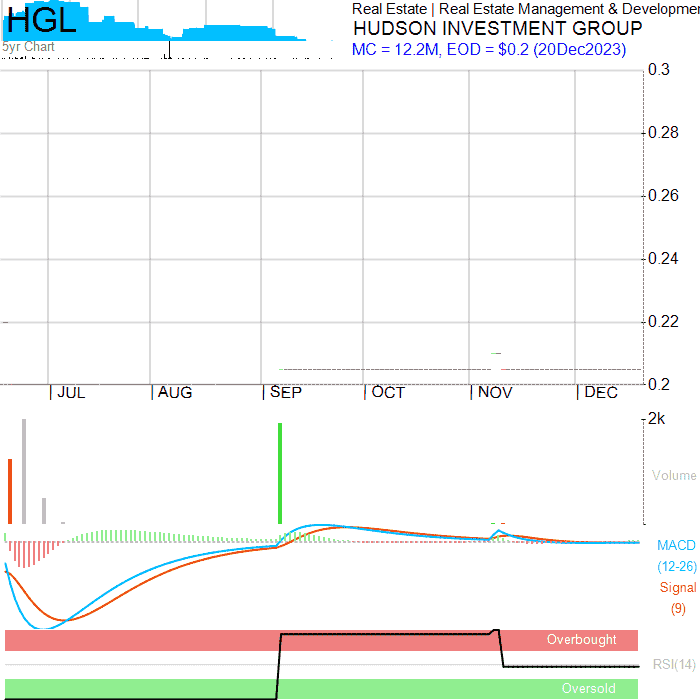 HGL
Real Estate | Real Estate Management & Developmen
HUDSON INVESTMENT GROUP
5yr Chart
MC = 12.2M, EOD = $0.2 (20Dec2023)
0.3
0.28
0.26
0.24
0.22
0.2
JUL AUG SEP OCT NOV DEC
2k
Volume
MACD
(12-26)
Signal
(9)
Overbought
RSI(14)
Oversold